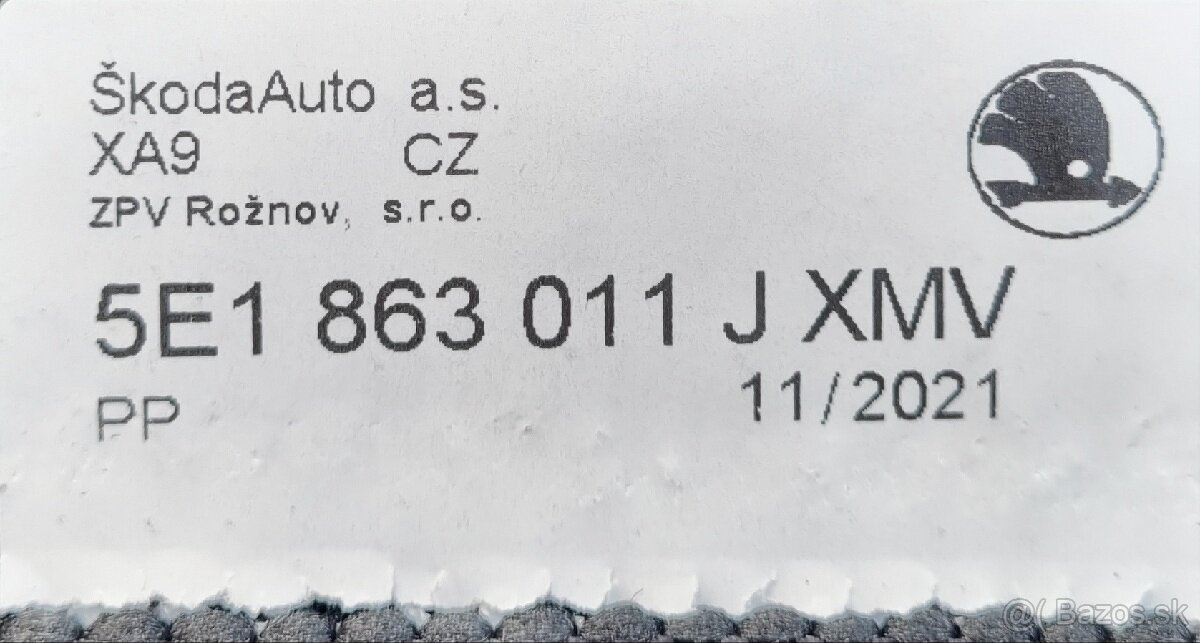 ŠkodaAuto a.s.
XA9 CZ
ZPV Rožnov, s.r.o.
5E1 863 011 J XMV
PP 11/2021
@( Bazos.sk